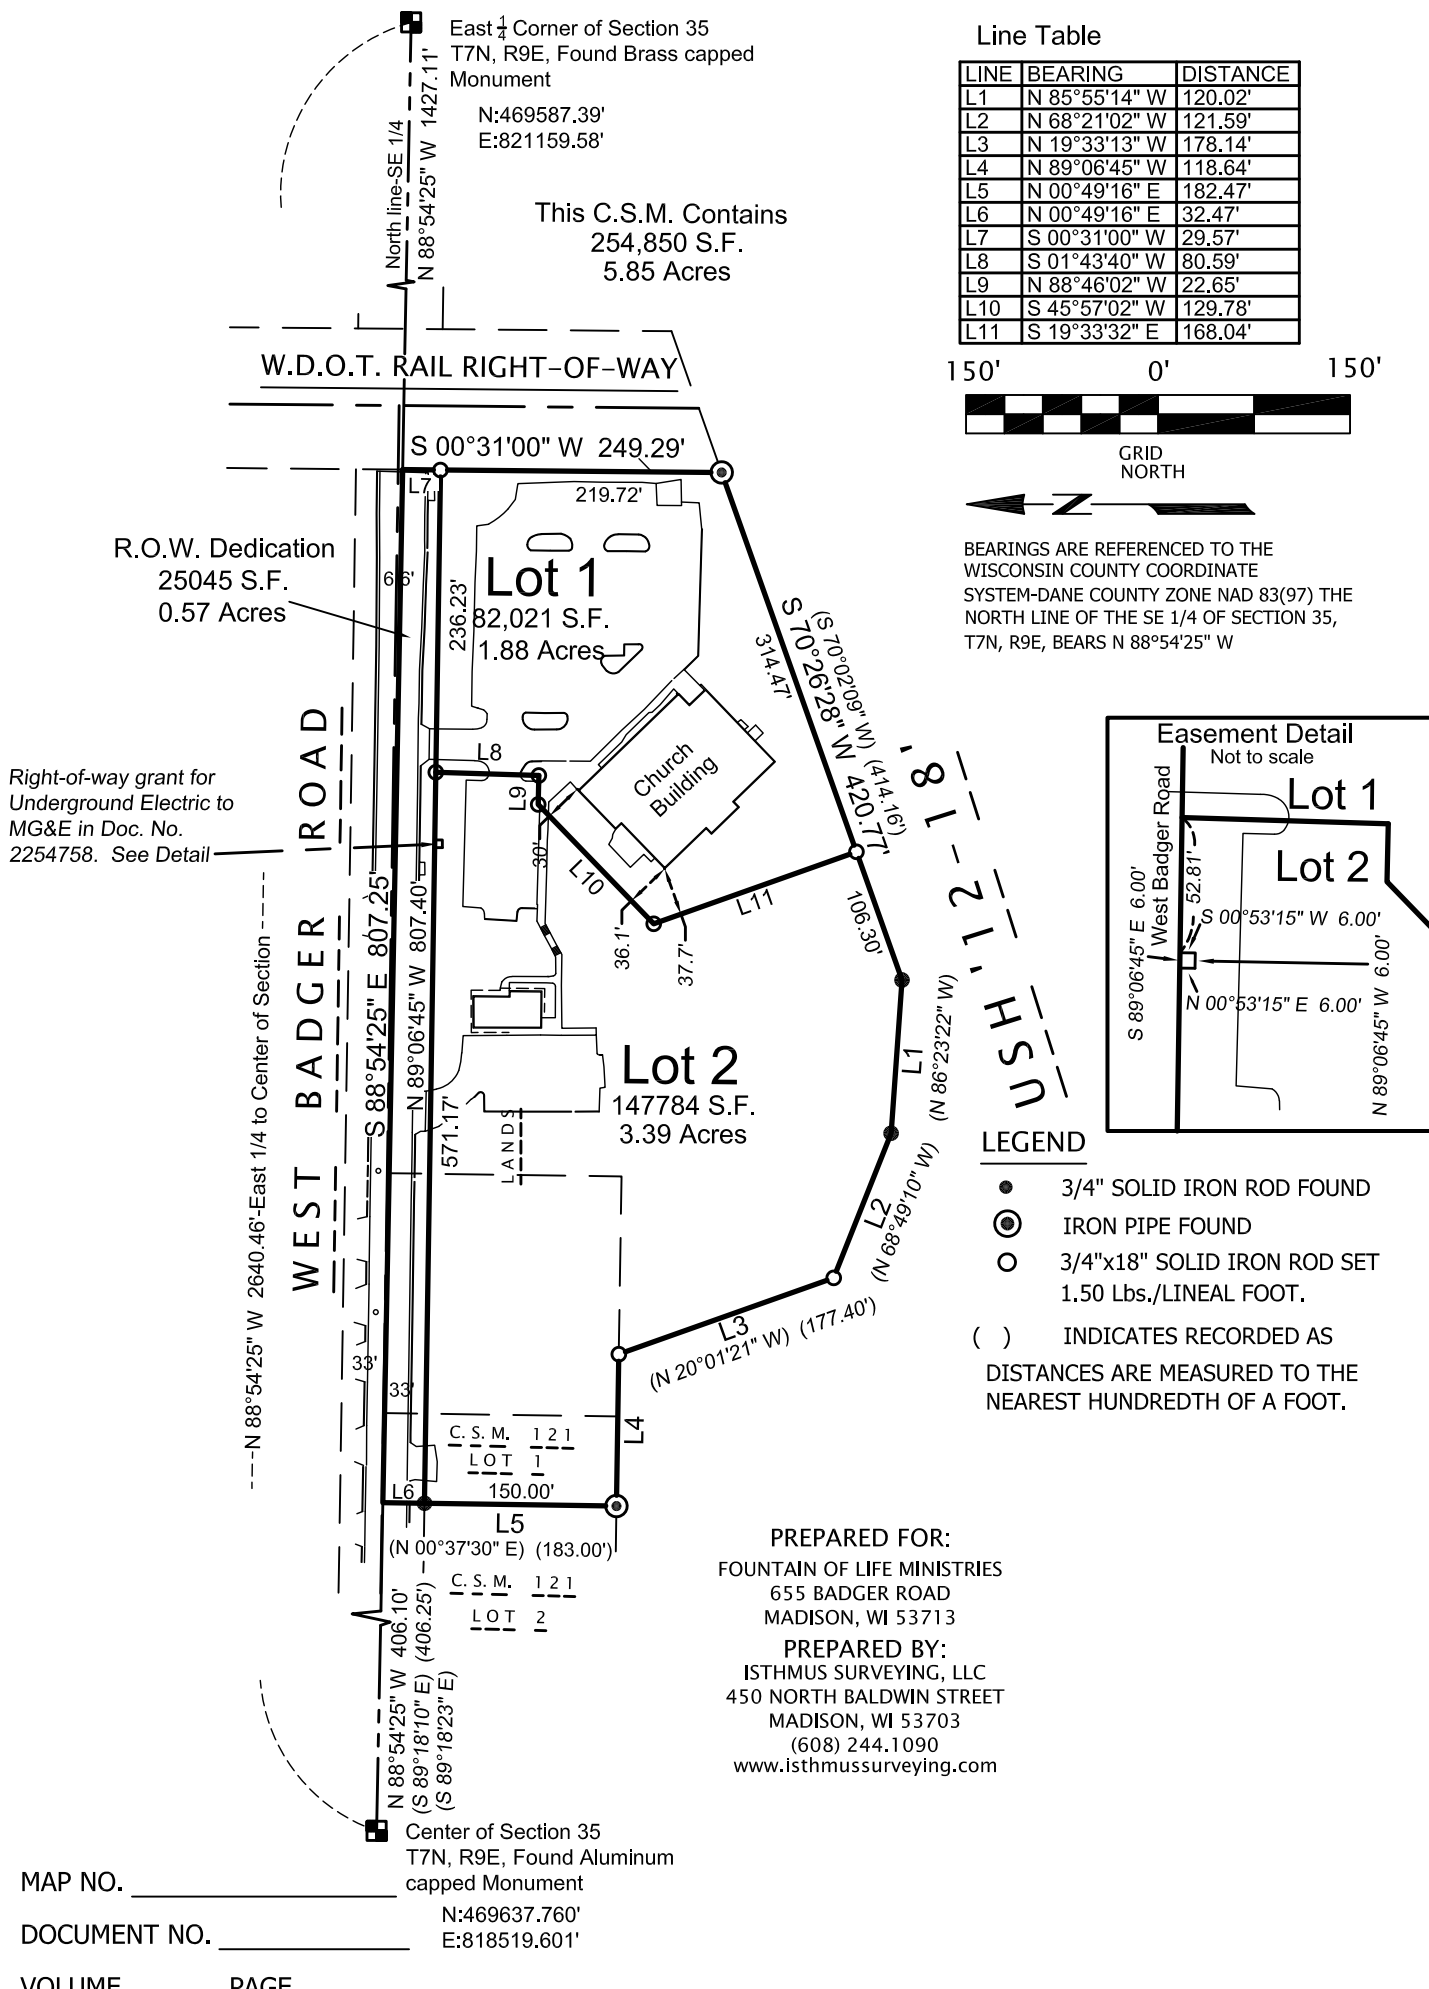 East 1/4 Corner of Section 35
T7N, R9E, Found Brass capped
Monument
N:469587.39'
E:821159.58'
North line-SE 1/4
N 88°54'25" W 1427.11'
This C.S.M. Contains
254,850 S.F.
5.85 Acres
Line Table
LINE BEARING DISTANCE
L1 N 85°55'14" W 120.02'
L2 N 68°21'02" W 121.59'
L3 N 19°33'13" W 178.14'
L4 N 89°06'45" W 118.64'
L5 N 00°49'16" E 182.47'
L6 N 00°49'16" E 32.47'
L7 S 00°31'00" W 29.57'
L8 S 01°43'40" W 80.59'
L9 N 88°46'02" W 22.65'
L10 S 45°57'02" W 129.78'
L11 S 19°33'32" E 168.04'
150' 0' 150'
GRID
NORTH
BEARINGS ARE REFERENCED TO THE
WISCONSIN COUNTY COORDINATE
SYSTEM-DANE COUNTY ZONE NAD 83(97) THE
NORTH LINE OF THE SE 1/4 OF SECTION 35,
T7N, R9E, BEARS N 88°54'25" W
W.D.O.T. RAIL RIGHT-OF-WAY
S 00°31'00" W 249.29'
L7
219.72'
R.O.W. Dedication
25045 S.F.
0.57 Acres
66'
236.23'
Lot 1
82,021 S.F.
1.88 Acres
314.47'
S 70°26'28" W 420.77'
(S 70°02'09" W) (414.16')
Church
Building
L8
L9
30'
L10
36.1'
37.7'
L11
106.30'
USH, 12-18,
Right-of-way grant for
Underground Electric to
MG&E in Doc. No.
2254758. See Detail
WEST BADGER ROAD
S 88°54'25" E 807.25'
N 89°06'45" W 807.40'
571.17'
N 88°54'25" W 2640.46'-East 1/4 to Center of Section
Lot 2
147784 S.F.
3.39 Acres
LANDS
L1
(N 86°23'22" W)
L2
(N 68°49'10" W)
L3
(N 20°01'21" W) (177.40')
L4
33'
33'
C. S. M. 121
LOT 1
L6
150.00'
L5
(N 00°37'30" E) (183.00')
C. S. M. 121
LOT 2
N 88°54'25" W 406.10'
(S 89°18'10" E) (406.25')
(S 89°18'23" E)
Easement Detail
Not to scale
Lot 1
Lot 2
West Badger Road
52.81'
S 89°06'45" E 6.00'
S 00°53'15" W 6.00'
N 00°53'15" E 6.00'
N 89°06'45" W 6.00'
LEGEND
3/4" SOLID IRON ROD FOUND
IRON PIPE FOUND
3/4"x18" SOLID IRON ROD SET
1.50 Lbs./LINEAL FOOT.
( ) INDICATES RECORDED AS
DISTANCES ARE MEASURED TO THE
NEAREST HUNDREDTH OF A FOOT.
PREPARED FOR:
FOUNTAIN OF LIFE MINISTRIES
655 BADGER ROAD
MADISON, WI 53713
PREPARED BY:
ISTHMUS SURVEYING, LLC
450 NORTH BALDWIN STREET
MADISON, WI 53703
(608) 244.1090
www.isthmussurveying.com
Center of Section 35
T7N, R9E, Found Aluminum
capped Monument
N:469637.760'
E:818519.601'
MAP NO.
DOCUMENT NO.
VOLUME PAGE